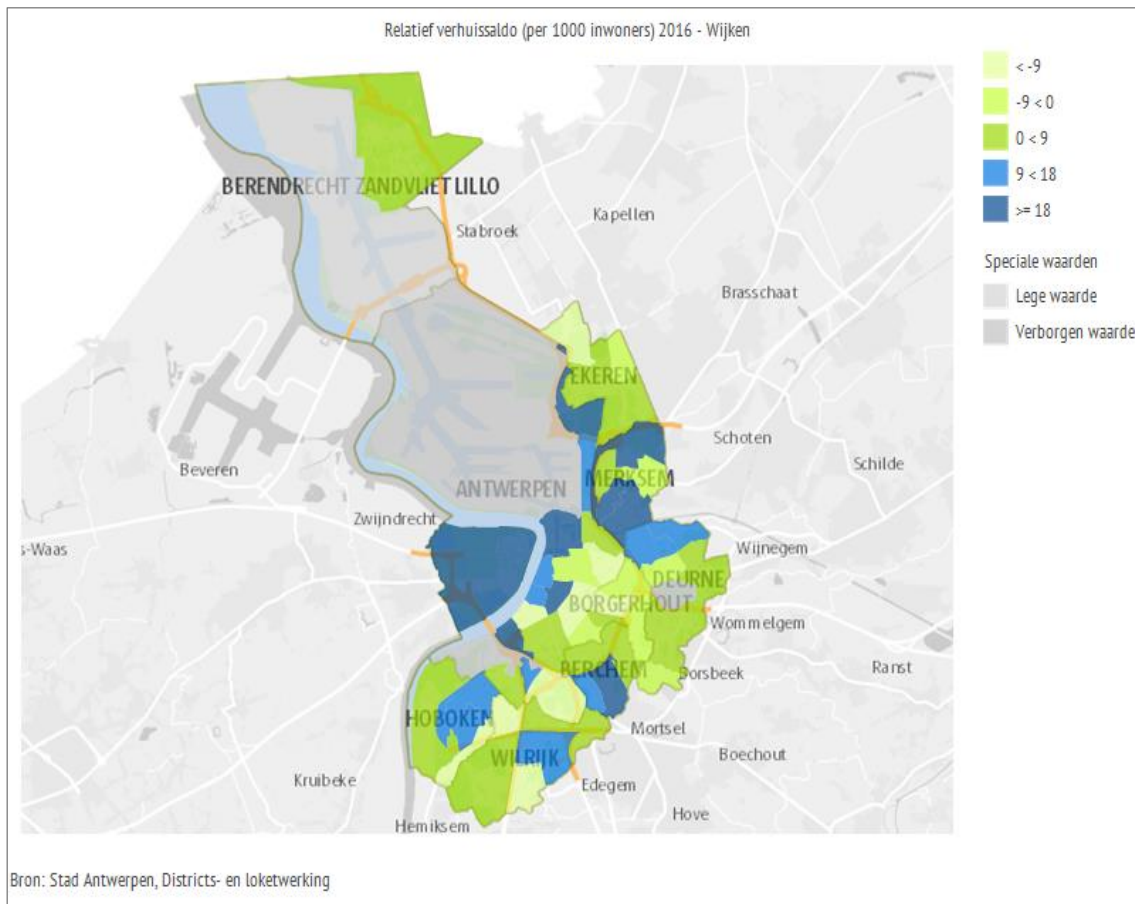 Relatief verhuissaldo (per 1000 inwoners) 2016 - Wijken
< -9
-9 < 0
0 < 9
9 < 18
>= 18
Speciale waarden
Lege waarde
Verborgen waarde
BERENDRECHT ZANDVLIET LILLO
Kapellen
Stabroek
Brasschaat
EKEREN
Schoten
Schilde
Beveren
MERKSEM
ANTWERPEN
Zwijndrecht
s-Waas
Wijnegem
DEURNE
BORGERHOUT
Wommelgem
Ranst
BERCHEM
Borsbeek
HOBOKEN
Mortsel
Boechout
WILRIJK
Kruibeke
Edegem
Hove
Hemiksem
Bron: Stad Antwerpen, Districts- en loketwerking